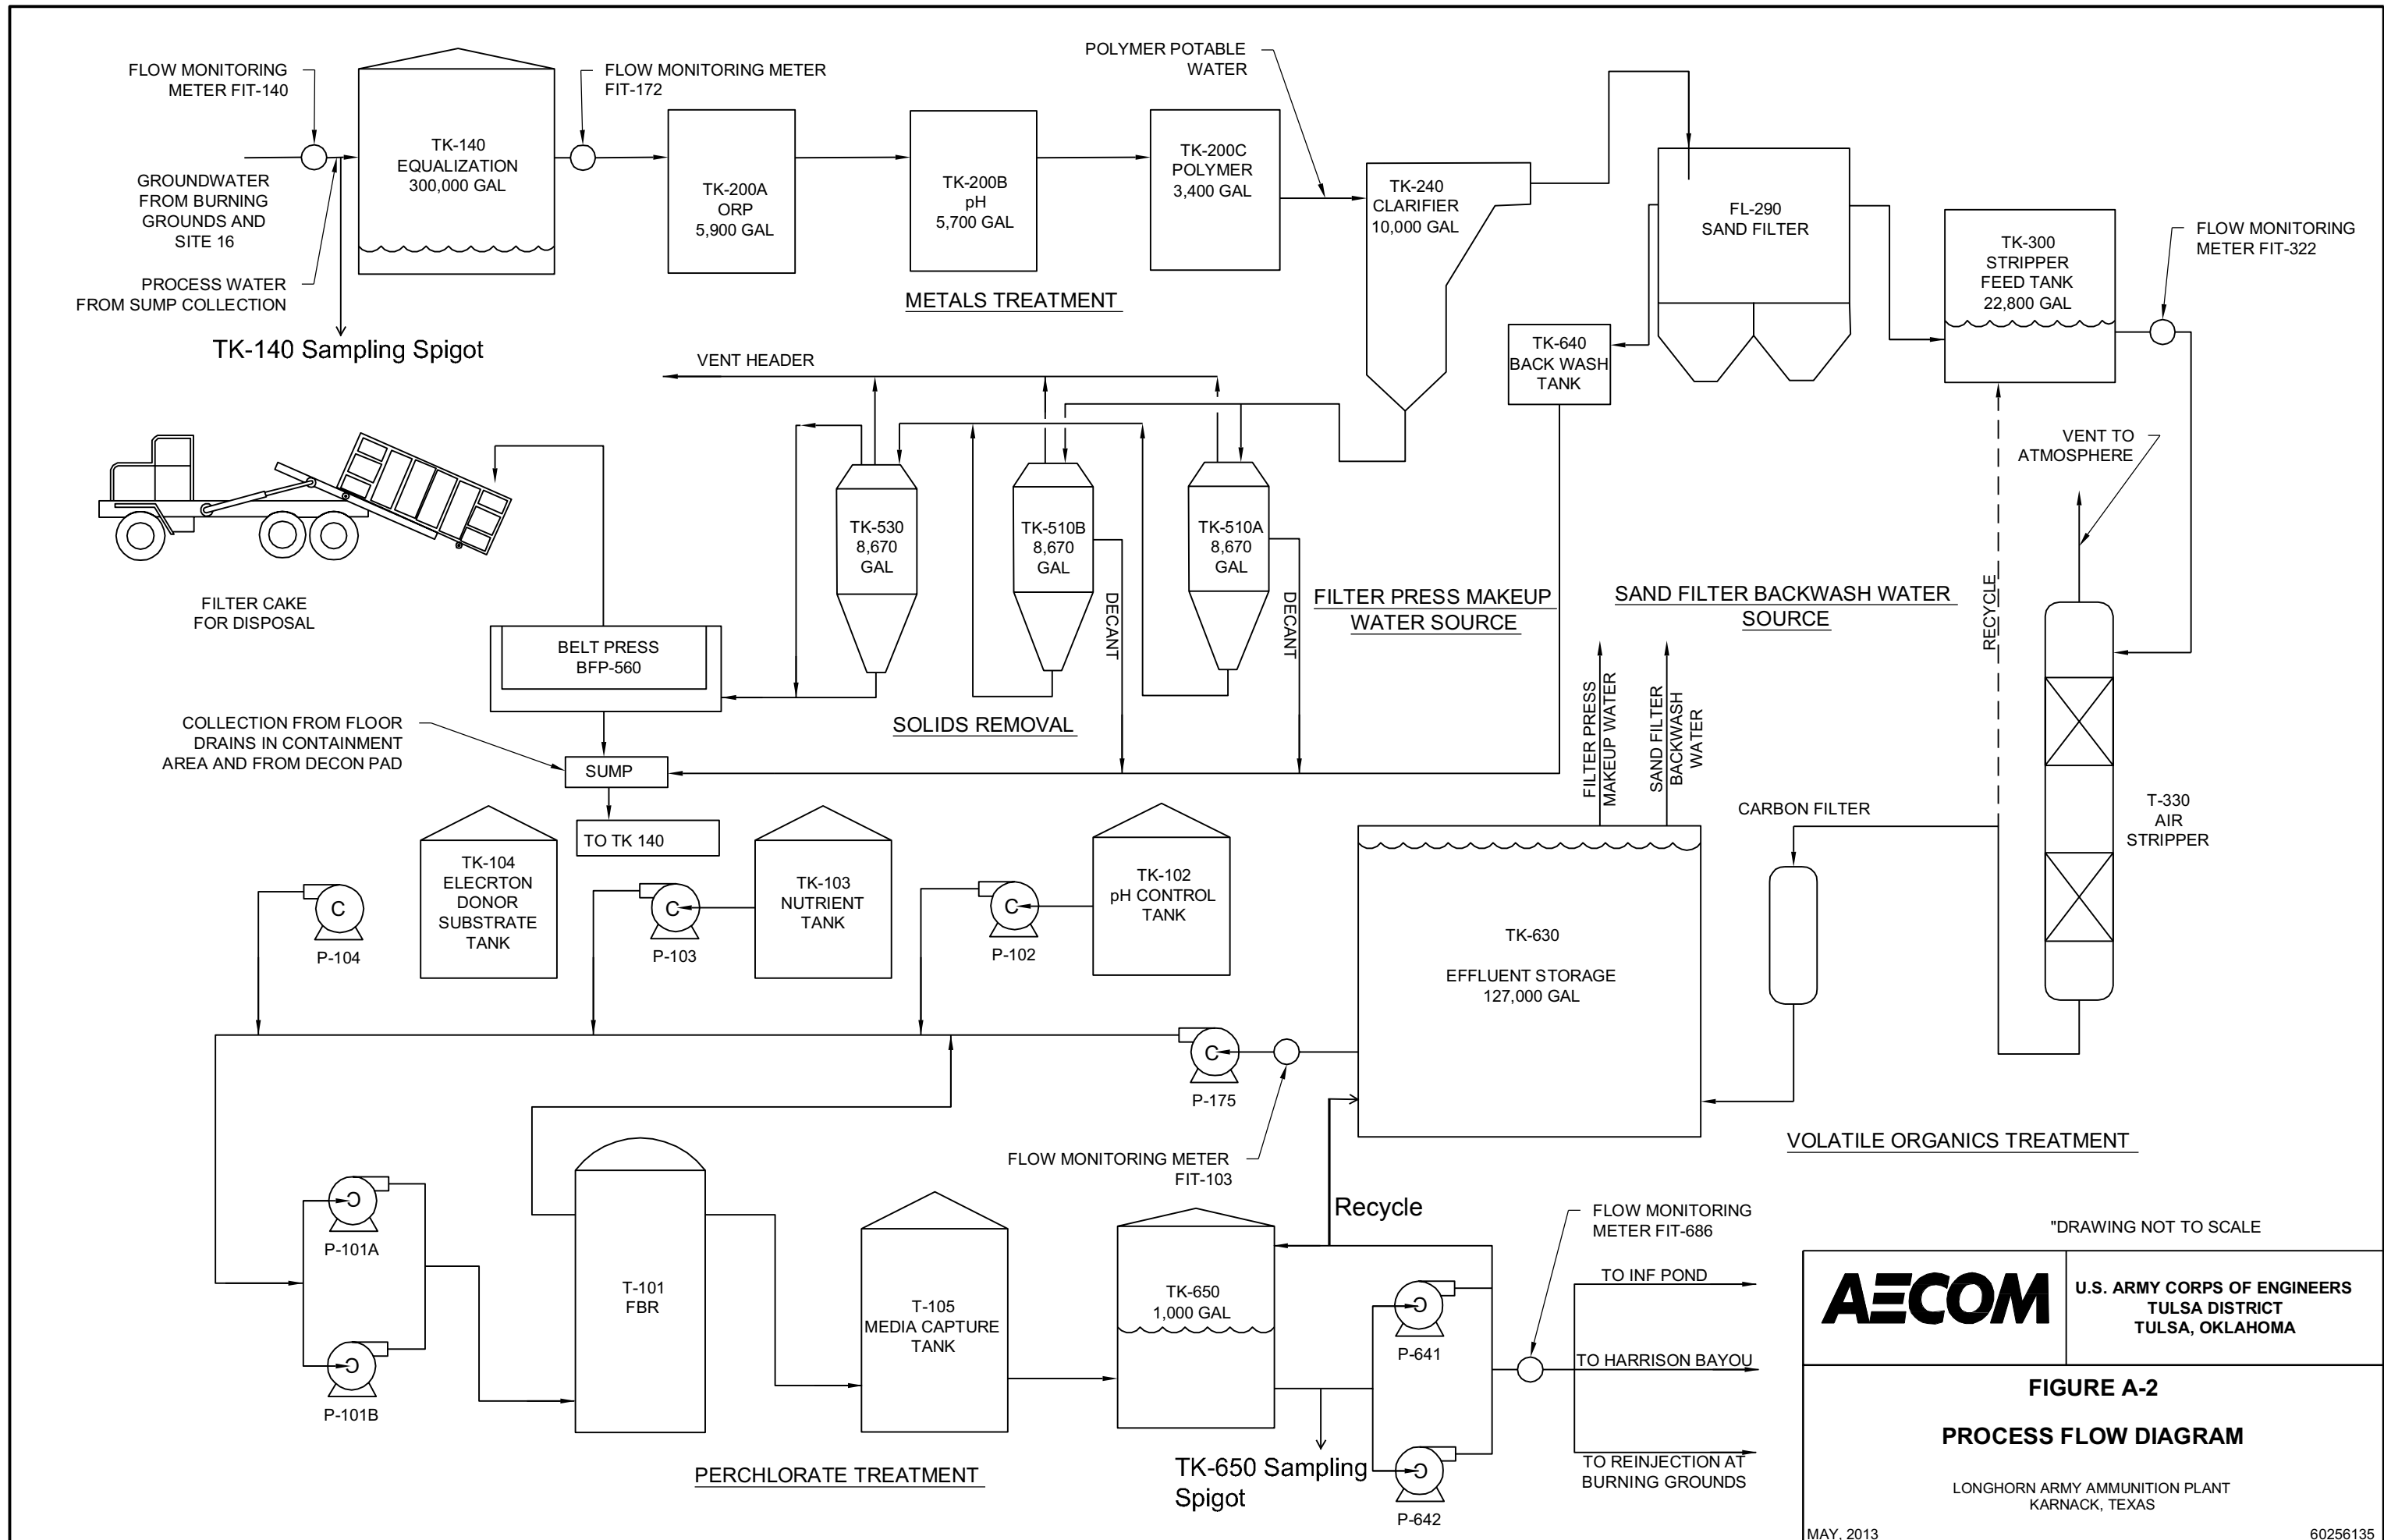 FLOW MONITORING
METER FIT-140
TK-140
EQUALIZATION
300,000 GAL
FLOW MONITORING METER
FIT-172
GROUNDWATER
FROM BURNING
GROUNDS AND
SITE 16
PROCESS WATER
FROM SUMP COLLECTION
TK-140 Sampling Spigot
TK-200A
ORP
5,900 GAL
TK-200B
pH
5,700 GAL
TK-200C
POLYMER
3,400 GAL
METALS TREATMENT
POLYMER POTABLE
WATER
TK-240
CLARIFIER
10,000 GAL
FL-290
SAND FILTER
TK-640
BACK WASH
TANK
TK-300
STRIPPER
FEED TANK
22,800 GAL
FLOW MONITORING
METER FIT-322
VENT HEADER
VENT TO
ATMOSPHERE
FILTER CAKE
FOR DISPOSAL
TK-530
8,670
GAL
TK-510B
8,670
GAL
TK-510A
8,670
GAL
DECANT
DECANT
FILTER PRESS MAKEUP
WATER SOURCE
SAND FILTER BACKWASH WATER
SOURCE
RECYCLE
BELT PRESS
BFP-560
SOLIDS REMOVAL
FILTER PRESS
MAKEUP WATER
SAND FILTER
BACKWASH
WATER
COLLECTION FROM FLOOR
DRAINS IN CONTAINMENT
AREA AND FROM DECON PAD
SUMP
TO TK 140
CARBON FILTER
T-330
AIR
STRIPPER
C
P-104
TK-104
ELECRTON
DONOR
SUBSTRATE
TANK
C
P-103
TK-103
NUTRIENT
TANK
C
P-102
TK-102
pH CONTROL
TANK
TK-630
EFFLUENT STORAGE
127,000 GAL
C
P-175
FLOW MONITORING METER
FIT-103
VOLATILE ORGANICS TREATMENT
C
P-101A
C
P-101B
T-101
FBR
T-105
MEDIA CAPTURE
TANK
TK-650
1,000 GAL
Recycle
C
P-641
C
P-642
FLOW MONITORING
METER FIT-686
TO INF POND
TO HARRISON BAYOU
TO REINJECTION AT
BURNING GROUNDS
TK-650 Sampling
Spigot
PERCHLORATE TREATMENT
"DRAWING NOT TO SCALE
AECOM
U.S. ARMY CORPS OF ENGINEERS
TULSA DISTRICT
TULSA, OKLAHOMA
FIGURE A-2
PROCESS FLOW DIAGRAM
LONGHORN ARMY AMMUNITION PLANT
KARNACK, TEXAS
MAY, 2013
60256135